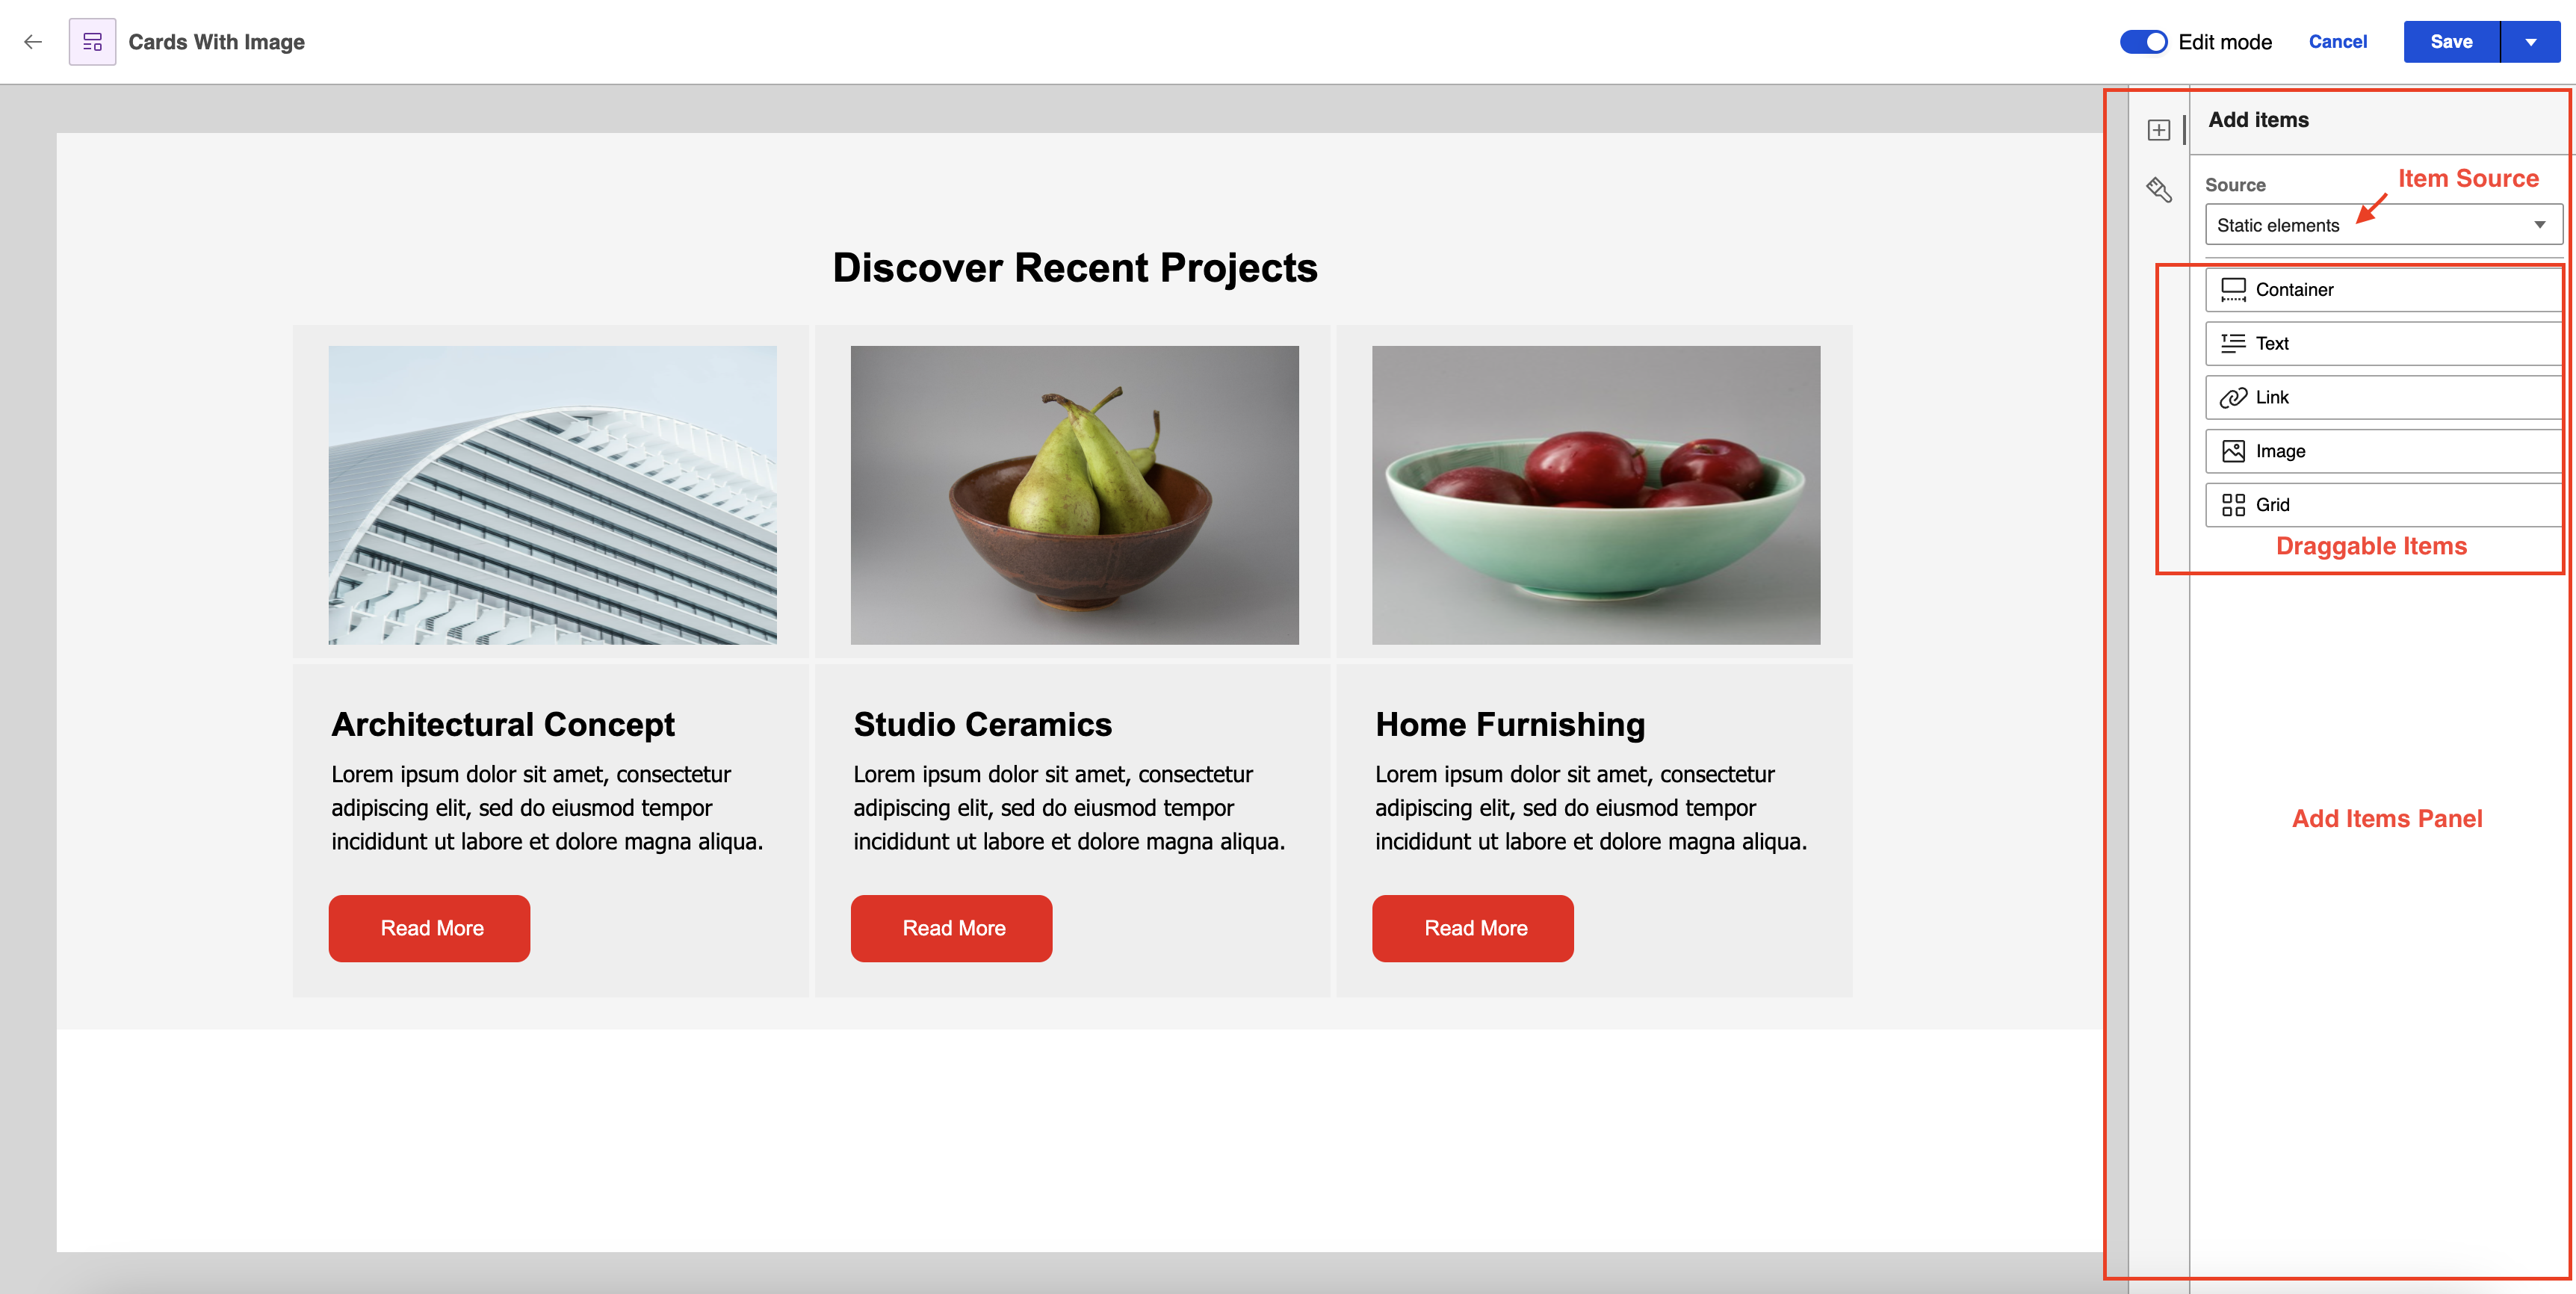 Cards With Image
Edit mode
Cancel
Save
Add items
Source
Item Source
Static elements
Container
Text
Link
Image
Grid
Draggable Items
Add Items Panel
Discover Recent Projects
Architectural Concept
Lorem ipsum dolor sit amet, consectetur
adipiscing elit, sed do eiusmod tempor
incididunt ut labore et dolore magna aliqua.
Read More
Studio Ceramics
Lorem ipsum dolor sit amet, consectetur
adipiscing elit, sed do eiusmod tempor
incididunt ut labore et dolore magna aliqua.
Read More
Home Furnishing
Lorem ipsum dolor sit amet, consectetur
adipiscing elit, sed do eiusmod tempor
incididunt ut labore et dolore magna aliqua.
Read More